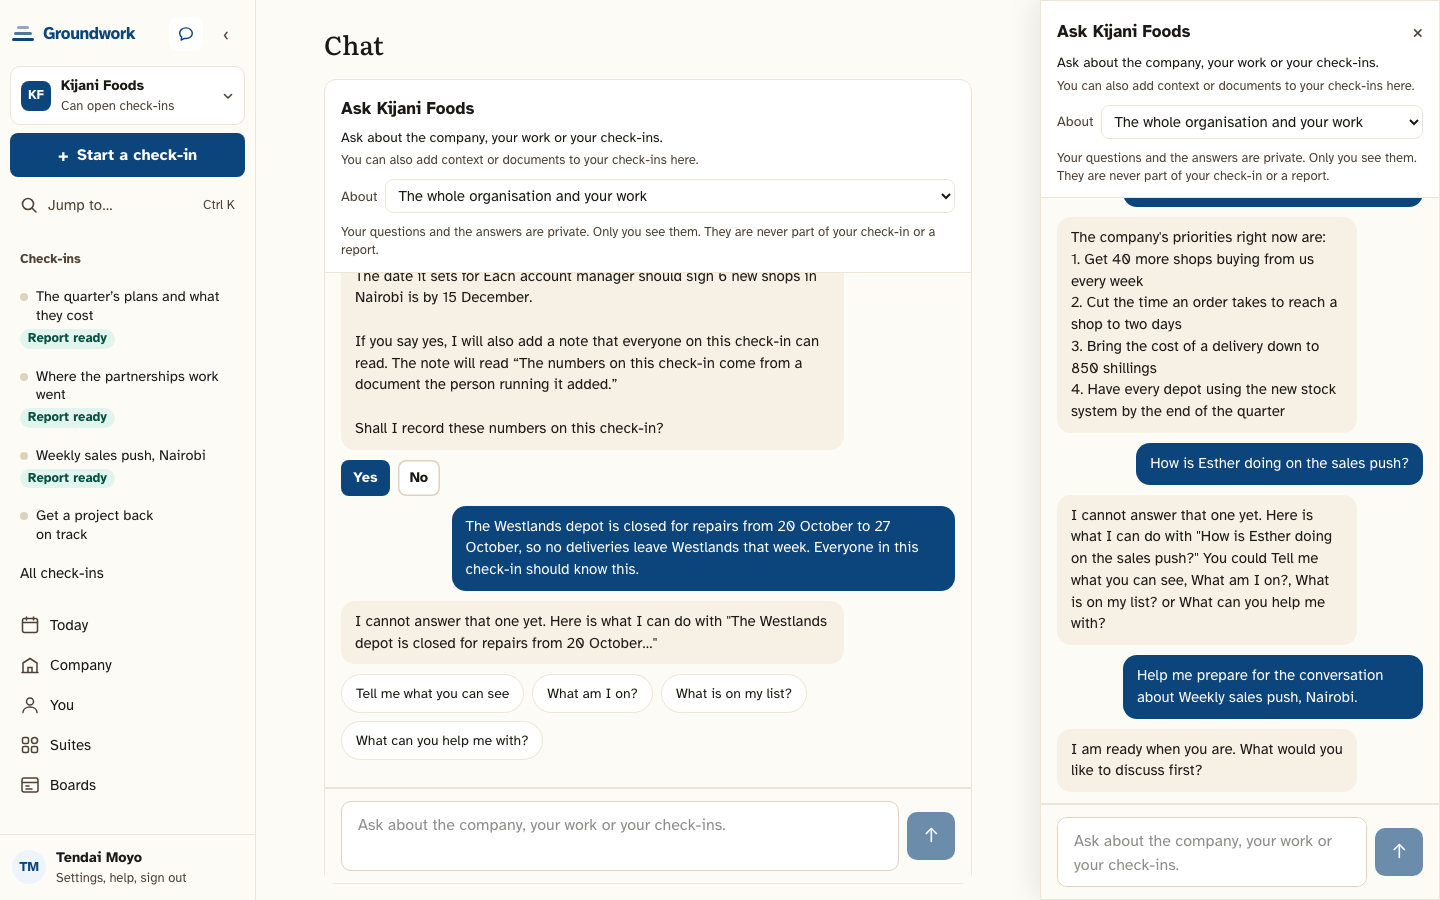 Groundwork
KF
Kijani Foods
Can open check-ins
+ Start a check-in
Jump to...
Ctrl K
Check-ins
The quarter's plans and what
they cost
Report ready
Where the partnerships work
went
Report ready
Weekly sales push, Nairobi
Report ready
Get a project back
on track
All check-ins
Today
Company
You
Suites
Boards
TM
Tendai Moyo
Settings, help, sign out
Chat
Ask Kijani Foods
Ask about the company, your work or your check-ins.
You can also add context or documents to your check-ins here.
About
The whole organisation and your work
Your questions and the answers are private. Only you see them. They are never part of your check-in or a
report.
The date it sets for Each account manager should sign 6 new shops in
Nairobi is by 15 December.
If you say yes, I will also add a note that everyone on this check-in can
read. The note will read “The numbers on this check-in come from a
document the person running it added.”
Shall I record these numbers on this check-in?
Yes
No
The Westlands depot is closed for repairs from 20 October to 27
October, so no deliveries leave Westlands that week. Everyone in this
check-in should know this.
I cannot answer that one yet. Here is what I can do with "The Westlands
depot is closed for repairs from 20 October..."
Tell me what you can see
What am I on?
What is on my list?
What can you help me with?
Ask about the company, your work or your check-ins.
Ask Kijani Foods
Ask about the company, your work or your check-ins.
You can also add context or documents to your check-ins here.
About
The whole organisation and your work
Your questions and the answers are private. Only you see them.
They are never part of your check-in or a report.
The company's priorities right now are:
1. Get 40 more shops buying from us
every week
2. Cut the time an order takes to reach a
shop to two days
3. Bring the cost of a delivery down to
850 shillings
4. Have every depot using the new stock
system by the end of the quarter
How is Esther doing on the sales push?
I cannot answer that one yet. Here is
what I can do with "How is Esther doing
on the sales push?" You could Tell me
what you can see, What am I on?, What
is on my list? or What can you help me
with?
Help me prepare for the conversation
about Weekly sales push, Nairobi.
I am ready when you are. What would you
like to discuss first?
Ask about the company, your work or
your check-ins.